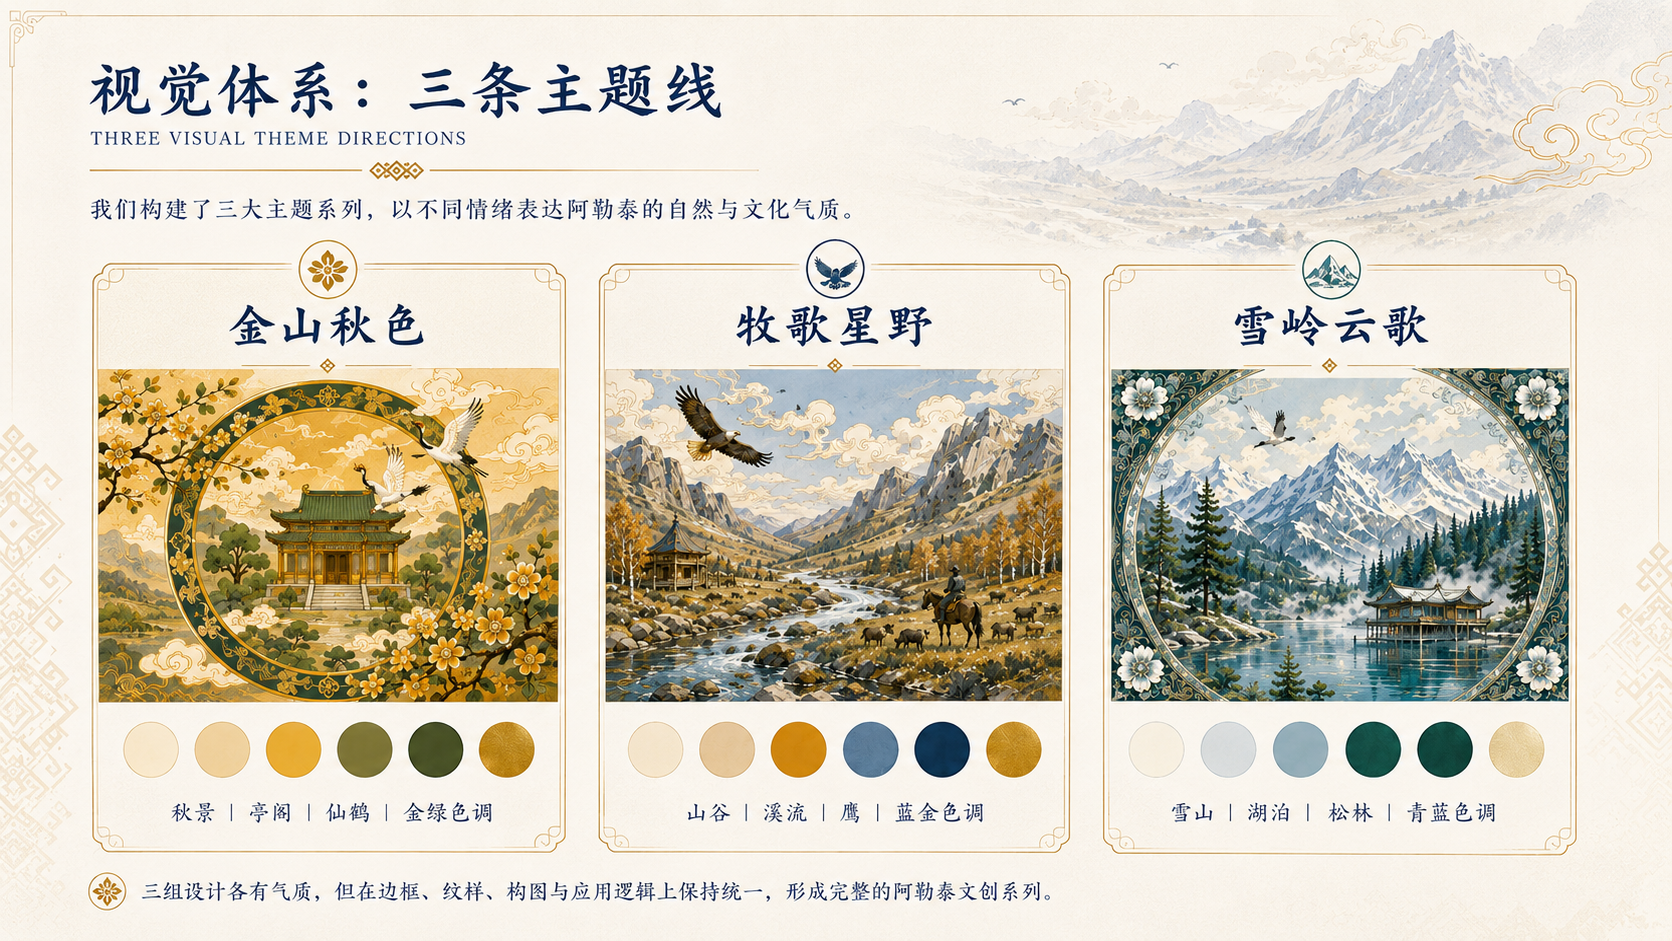 视觉体系：三条主题线
THREE VISUAL THEME DIRECTIONS
我们构建了三大主题系列，以不同情绪表达阿勒泰的自然与文化气质。
金山秋色
秋景 | 亭阁 | 仙鹤 | 金绿色调
牧歌星野
山谷 | 溪流 | 鹰 | 蓝金色调
雪岭云歌
雪山 | 湖泊 | 松林 | 青蓝色调
三组设计各有气质，但在边框、纹样、构图与应用逻辑上保持统一，形成完整的阿勒泰文创系列。